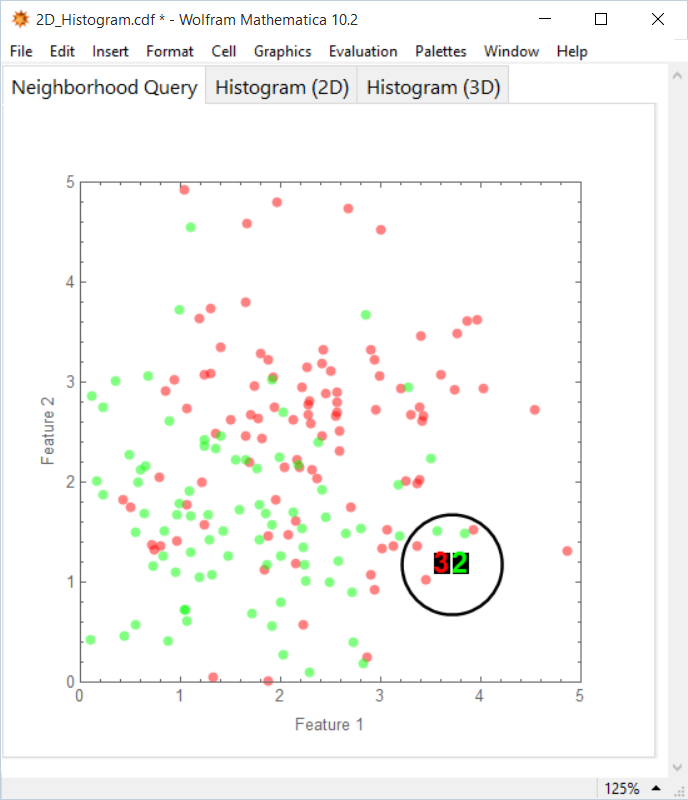 2D_Histogram.cdf * - Wolfram Mathematica 10.2
File Edit Insert Format Cell Graphics Evaluation Palettes Window Help
Neighborhood Query Histogram (2D) Histogram (3D)
5
4
3
2
1
0
Feature 2
3 2
0 1 2 3 4 5
Feature 1
125%